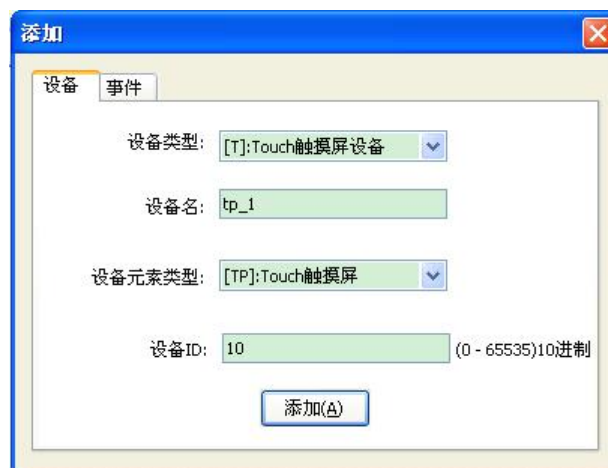 添加
设备 事件
设备类型: [T]:Touch触摸屏设备
设备名: tp_1
设备元素类型: [TP]:Touch触摸屏
设备ID: 10 (0 - 65535)10进制
添加(A)